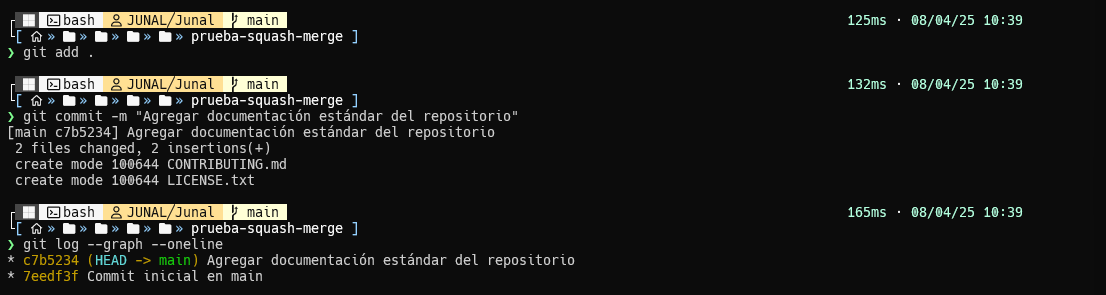 bash JUNAL/Junal main 125ms · 08/04/25 10:39
[ » » » » » prueba-squash-merge ]
❯ git add .
bash JUNAL/Junal main 132ms · 08/04/25 10:39
[ » » » » » prueba-squash-merge ]
❯ git commit -m "Agregar documentación estándar del repositorio"
[main c7b5234] Agregar documentación estándar del repositorio
2 files changed, 2 insertions(+)
create mode 100644 CONTRIBUTING.md
create mode 100644 LICENSE.txt
bash JUNAL/Junal main 165ms · 08/04/25 10:39
[ » » » » » prueba-squash-merge ]
❯ git log --graph --oneline
* c7b5234 (HEAD -> main) Agregar documentación estándar del repositorio
* 7eedf3f Commit inicial en main